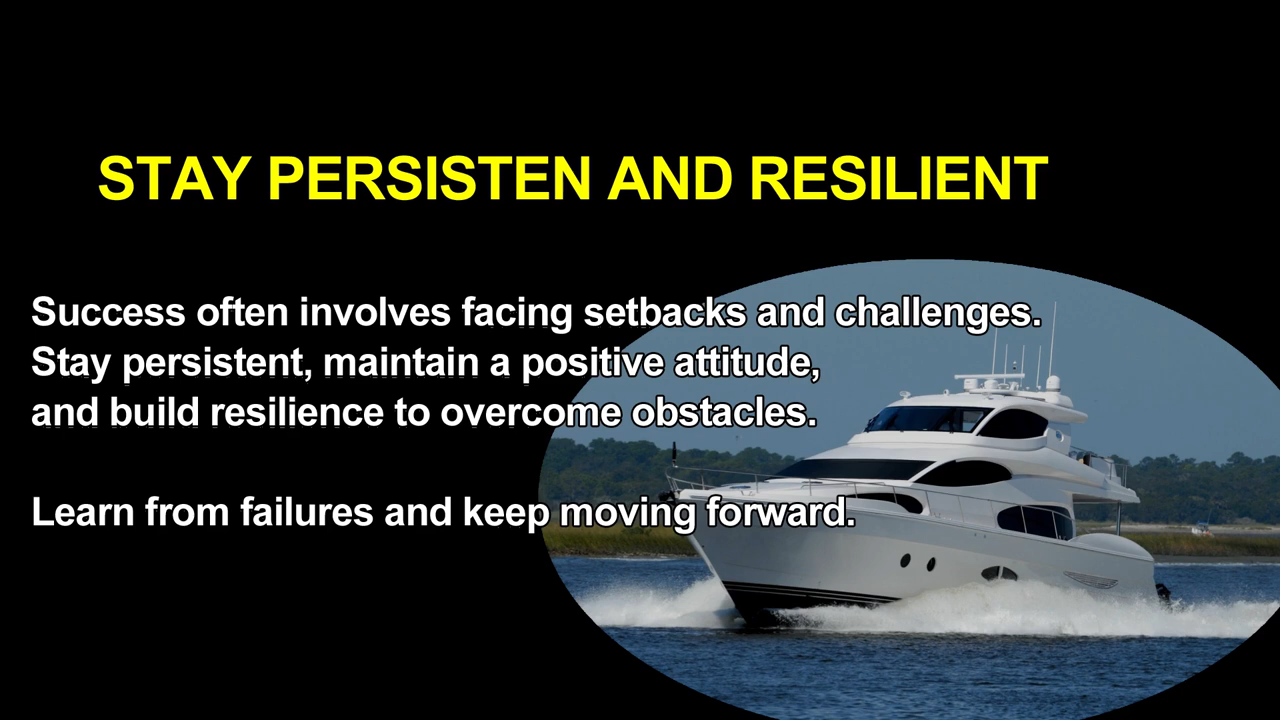 STAY PERSISTEN AND RESILIENT
Success often involves facing setbacks and challenges.
Stay persistent, maintain a positive attitude,
and build resilience to overcome obstacles.
Learn from failures and keep moving forward.